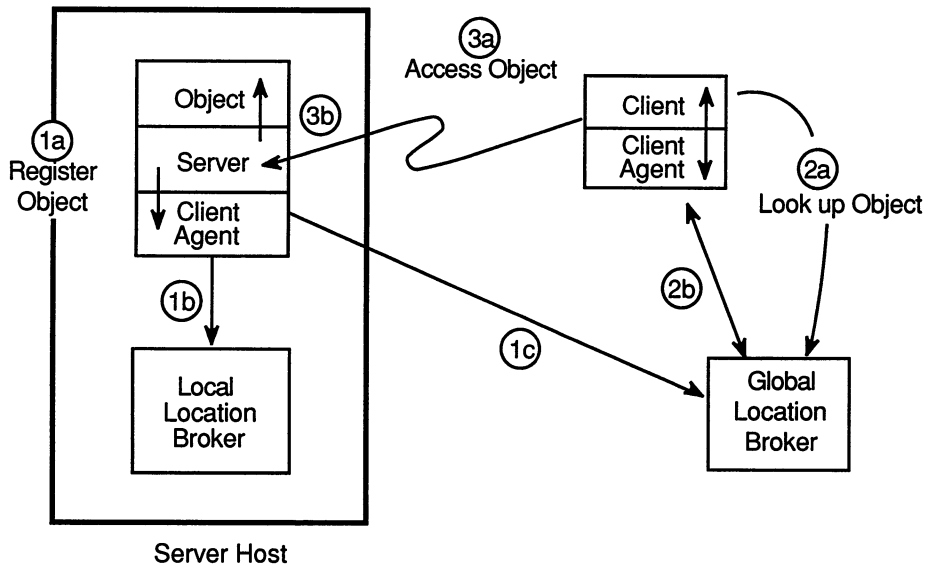 3a
Access Object
Object
3b
Client
1a
Register
Object
Server
Client
Agent
2a
Look up Object
Client
Agent
1b
2b
1c
Local
Location
Broker
Global
Location
Broker
Server Host